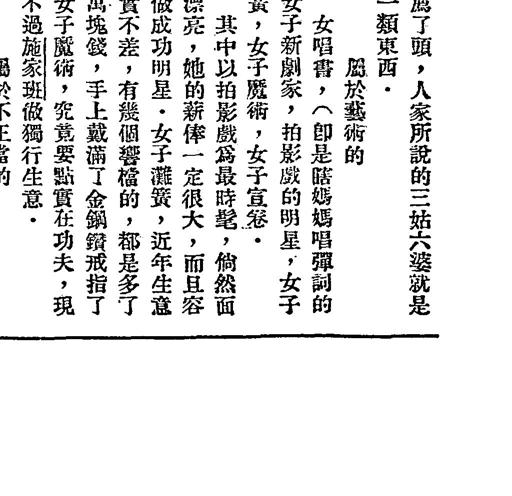 薦了頭，人家所說的三姑六婆就是
一類東西．
屬於藝術的
女唱書，（卽是瞎媽媽唱彈詞的
女子新劇家，拍影戲的明星，女子
簧，女子魔術，女子宣卷．
其中以拍影戲爲最時髦，倘然面
漂亮，她的薪俸一定很大，而且容
做成功明星．女子灘簧，近年生意
實不差，有幾個響檔的，都是多了
萬塊錢，手上戴滿了金鋼鑽戒指了
女子魔術，究竟要點實在功夫，現
不過施家班做獨行生意．
屬於不正當的